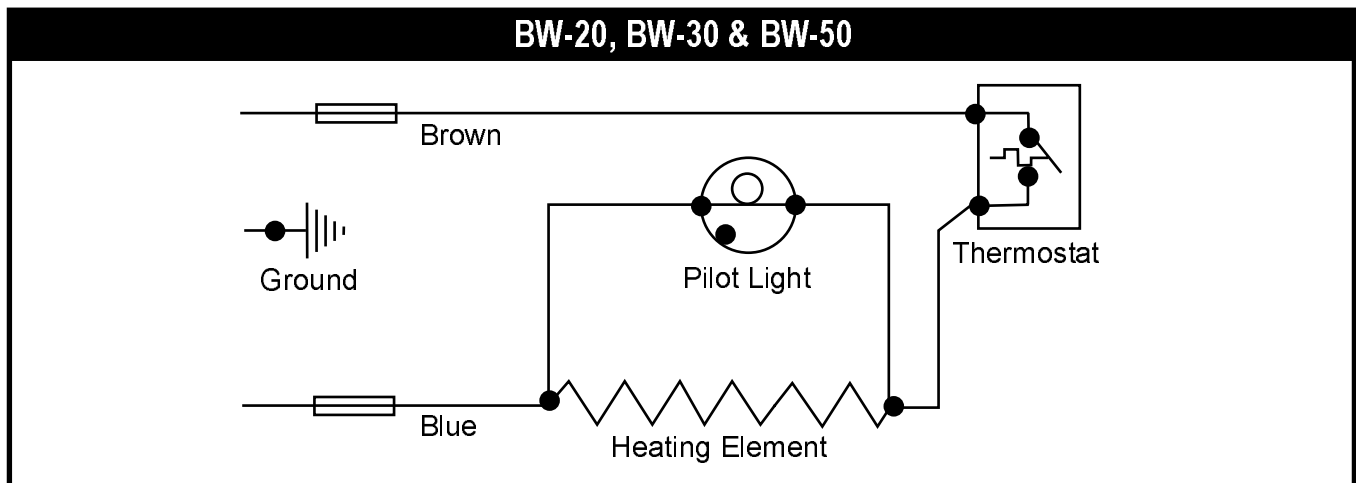 BW-20, BW-30 & BW-50
Brown
Ground
Pilot Light
Thermostat
Blue
Heating Element